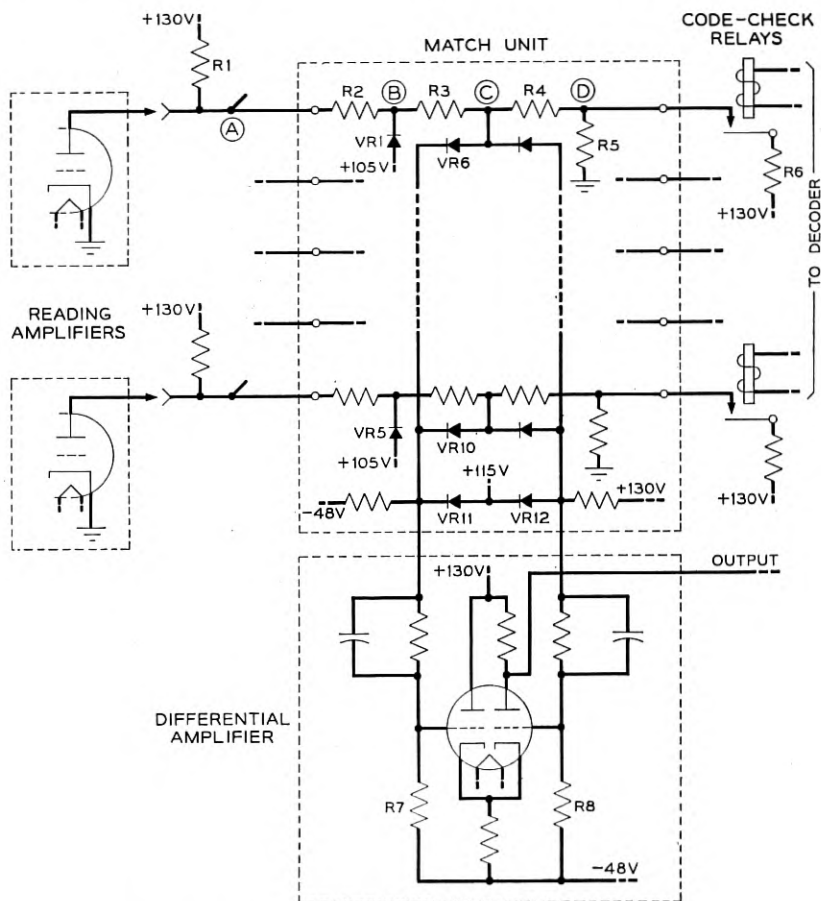 +130V
R1
MATCH UNIT
CODE-CHECK
RELAYS
A
R2
B
R3
C
R4
D
VR1
+105V
VR6
R5
R6
+130V
TO DECODER
READING
AMPLIFIERS
+130V
VR5
+105V
VR10
+115V
-48V
VR11
VR12
+130V
+130V
+130V
OUTPUT
DIFFERENTIAL
AMPLIFIER
R7
R8
-48V